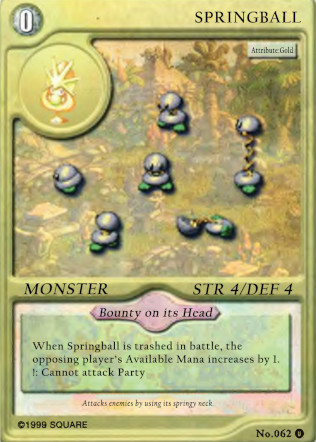 0
SPRINGBALL
Attribute:Gold
MONSTER
STR 4/DEF 4
Bounty on its Head
When Springball is trashed in battle, the
opposing player's Available Mana increases by 1.
!: Cannot attack Party
Attacks enemies by using its springy neck.
©1999 SQUARE
No.062 U